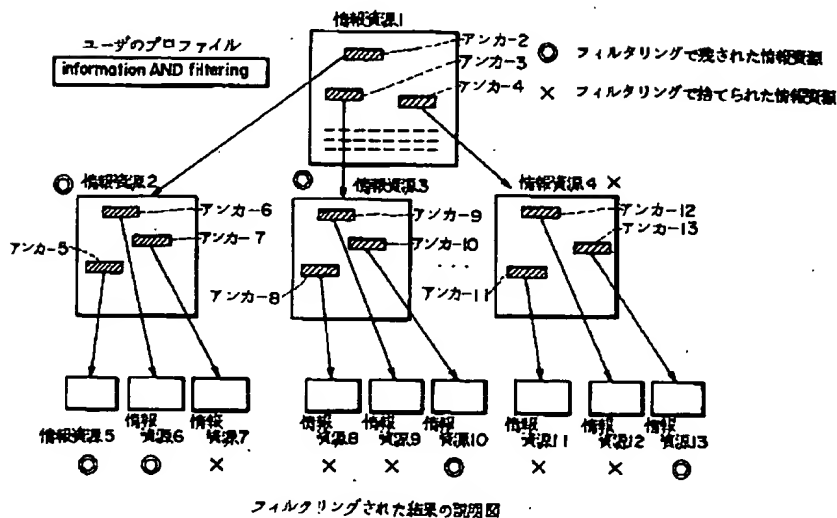 情報資源1
ユーザのプロファイル
information AND filtering
アンカー2
アンカー3
アンカー4
◎ フィルタリングで残された情報資源
× フィルタリングで捨てられた情報資源
◎ 情報資源2
アンカー6
アンカー7
アンカー5
◎ 情報資源3
アンカー9
アンカー10
アンカー8
情報資源4 ×
アンカー12
アンカー13
アンカー11
情報資源5
◎
情報
資源6
◎
情報
資源7
×
情報
資源8
×
情報
資源9
×
情報
資源10
◎
情報
資源11
×
情報
資源12
×
情報
資源13
◎
フィルタリングされた結果の説明図